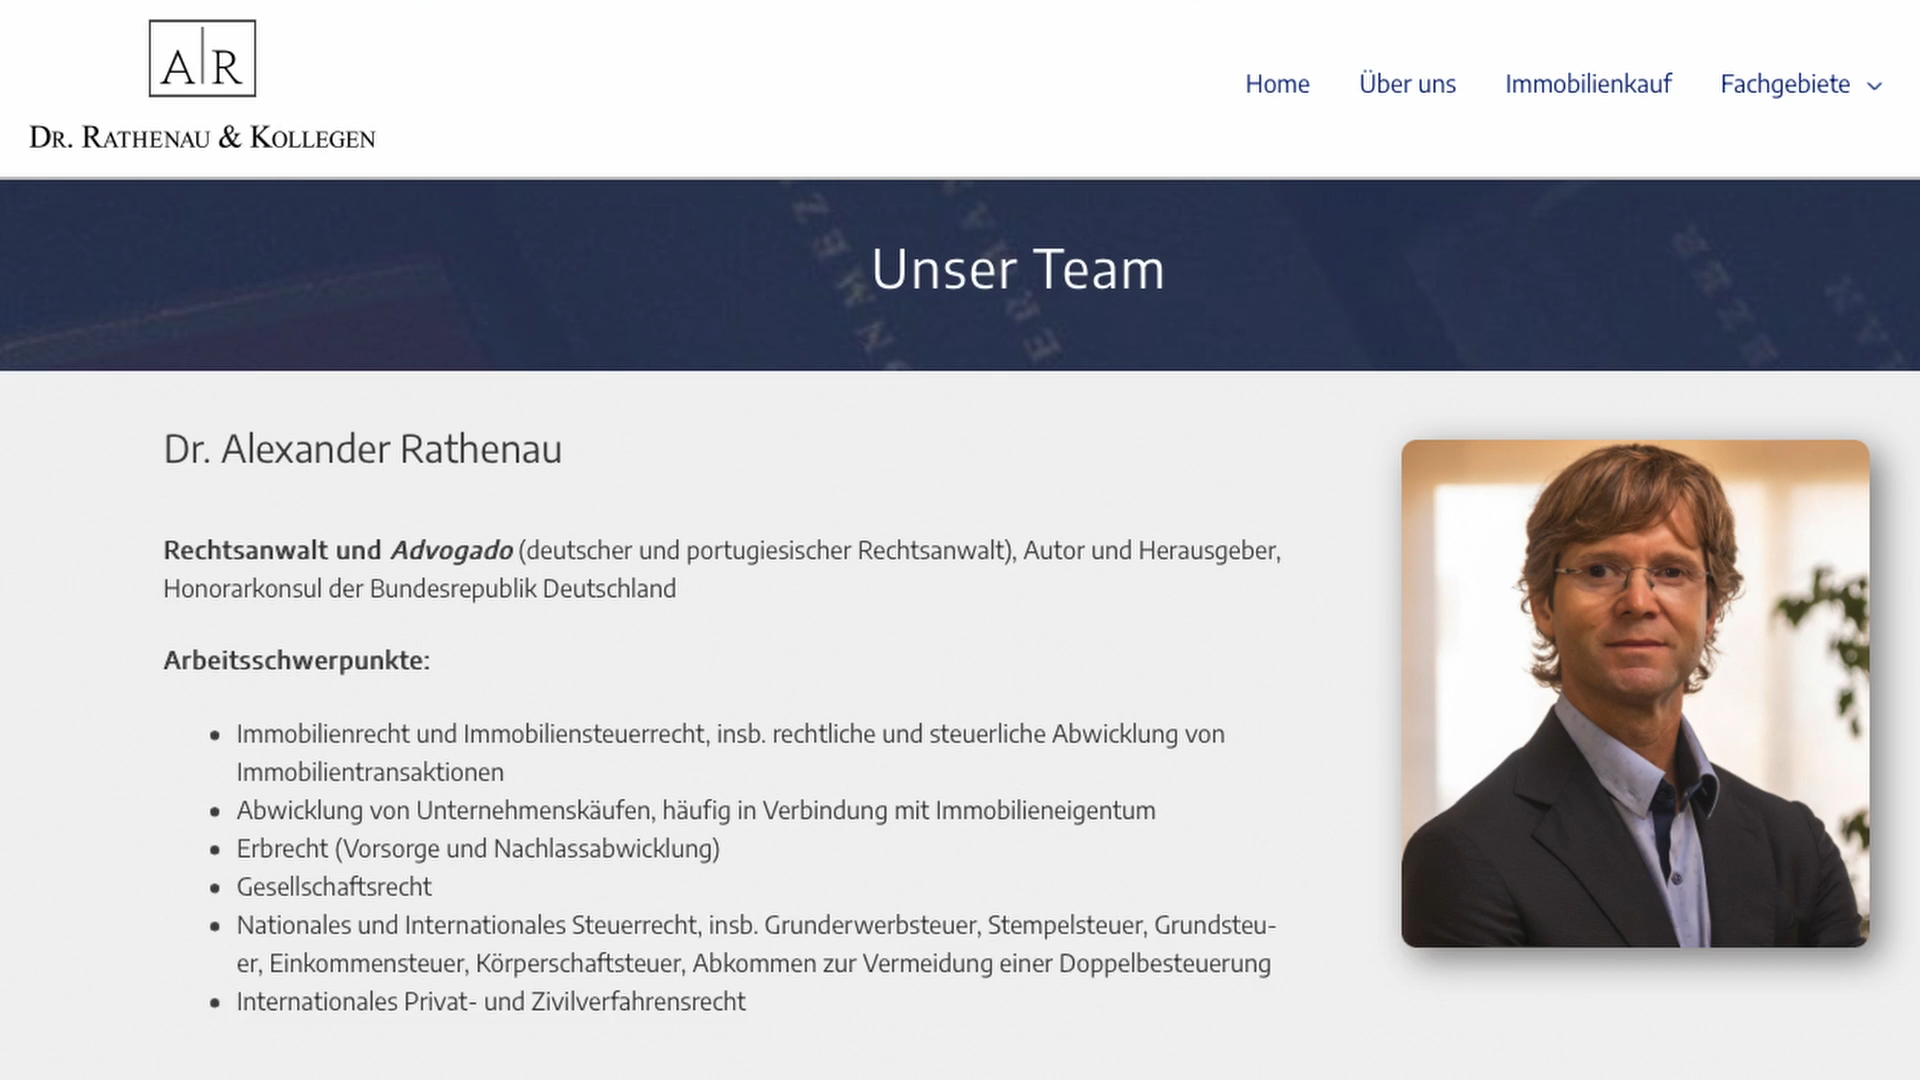 A R
DR. RATHENAU & KOLLEGEN
Home Über uns Immobilienkauf Fachgebiete
Unser Team
Dr. Alexander Rathenau
Rechtsanwalt und Advogado (deutscher und portugiesischer Rechtsanwalt), Autor und Herausgeber,
Honorarkonsul der Bundesrepublik Deutschland
Arbeitsschwerpunkte:
Immobilienrecht und Immobiliensteuerrecht, insb. rechtliche und steuerliche Abwicklung von
Immobilientransaktionen
Abwicklung von Unternehmenskäufen, häufig in Verbindung mit Immobilieneigentum
Erbrecht (Vorsorge und Nachlassabwicklung)
Gesellschaftsrecht
Nationales und Internationales Steuerrecht, insb. Grunderwerbsteuer, Stempelsteuer, Grundsteu-
er, Einkommensteuer, Körperschaftsteuer, Abkommen zur Vermeidung einer Doppelbesteuerung
Internationales Privat- und Zivilverfahrensrecht